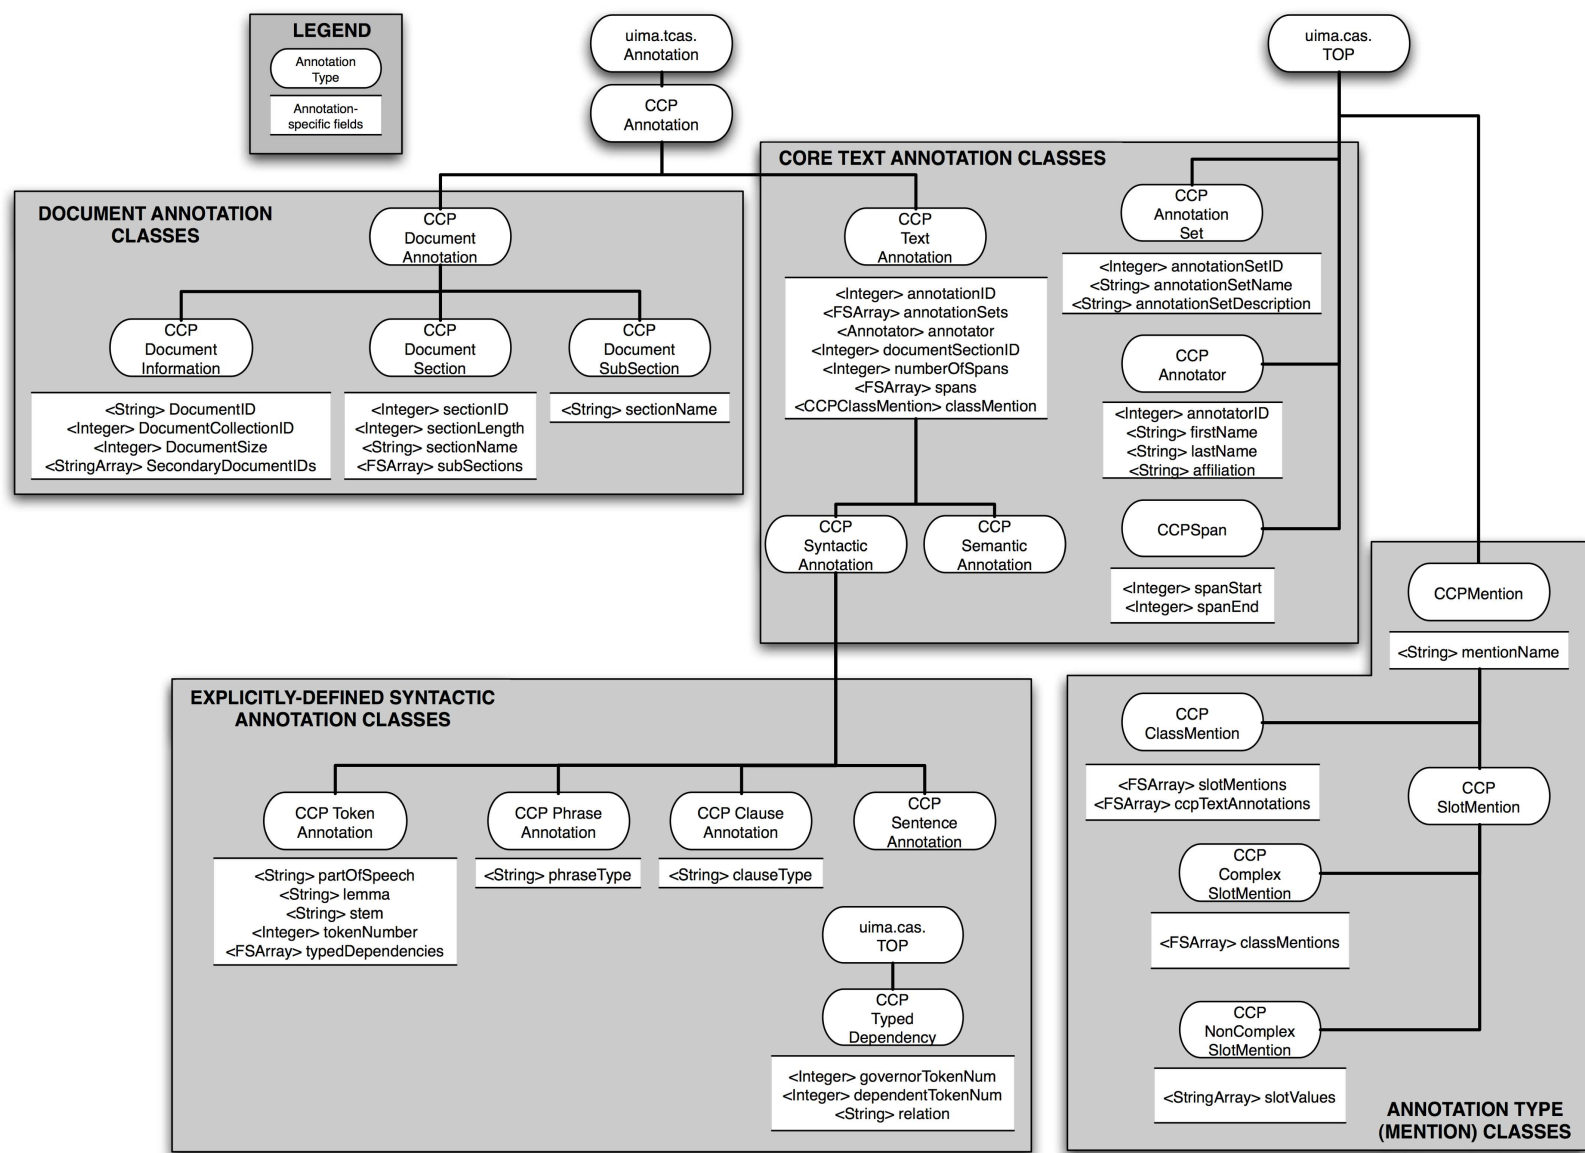 LEGEND
Annotation
Type
Annotation-
specific fields
uima.tcas.
Annotation
CCP
Annotation
uima.cas.
TOP
DOCUMENT ANNOTATION
CLASSES
CCP
Document
Annotation
CCP
Document
Information
<String> DocumentID
<Integer> DocumentCollectionID
<Integer> DocumentSize
<StringArray> SecondaryDocumentIDs
CCP
Document
Section
<Integer> sectionID
<Integer> sectionLength
<String> sectionName
<FSArray> subSections
CCP
Document
SubSection
<String> sectionName
CORE TEXT ANNOTATION CLASSES
CCP
Text
Annotation
<Integer> annotationID
<FSArray> annotationSets
<Annotator> annotator
<Integer> documentSectionID
<Integer> numberOfSpans
<FSArray> spans
<CCPClassMention> classMention
CCP
Syntactic
Annotation
CCP
Semantic
Annotation
CCP
Annotation
Set
<Integer> annotationSetID
<String> annotationSetName
<String> annotationSetDescription
CCP
Annotator
<Integer> annotatorID
<String> firstName
<String> lastName
<String> affiliation
CCPSpan
<Integer> spanStart
<Integer> spanEnd
EXPLICITLY-DEFINED SYNTACTIC
ANNOTATION CLASSES
CCP Token
Annotation
<String> partOfSpeech
<String> lemma
<String> stem
<Integer> tokenNumber
<FSArray> typedDependencies
CCP Phrase
Annotation
<String> phraseType
CCP Clause
Annotation
<String> clauseType
CCP
Sentence
Annotation
uima.cas.
TOP
CCP
Typed
Dependency
<Integer> governorTokenNum
<Integer> dependentTokenNum
<String> relation
CCPMention
<String> mentionName
CCP
ClassMention
<FSArray> slotMentions
<FSArray> ccpTextAnnotations
CCP
SlotMention
CCP
Complex
SlotMention
<FSArray> classMentions
CCP
NonComplex
SlotMention
<StringArray> slotValues
ANNOTATION TYPE
(MENTION) CLASSES